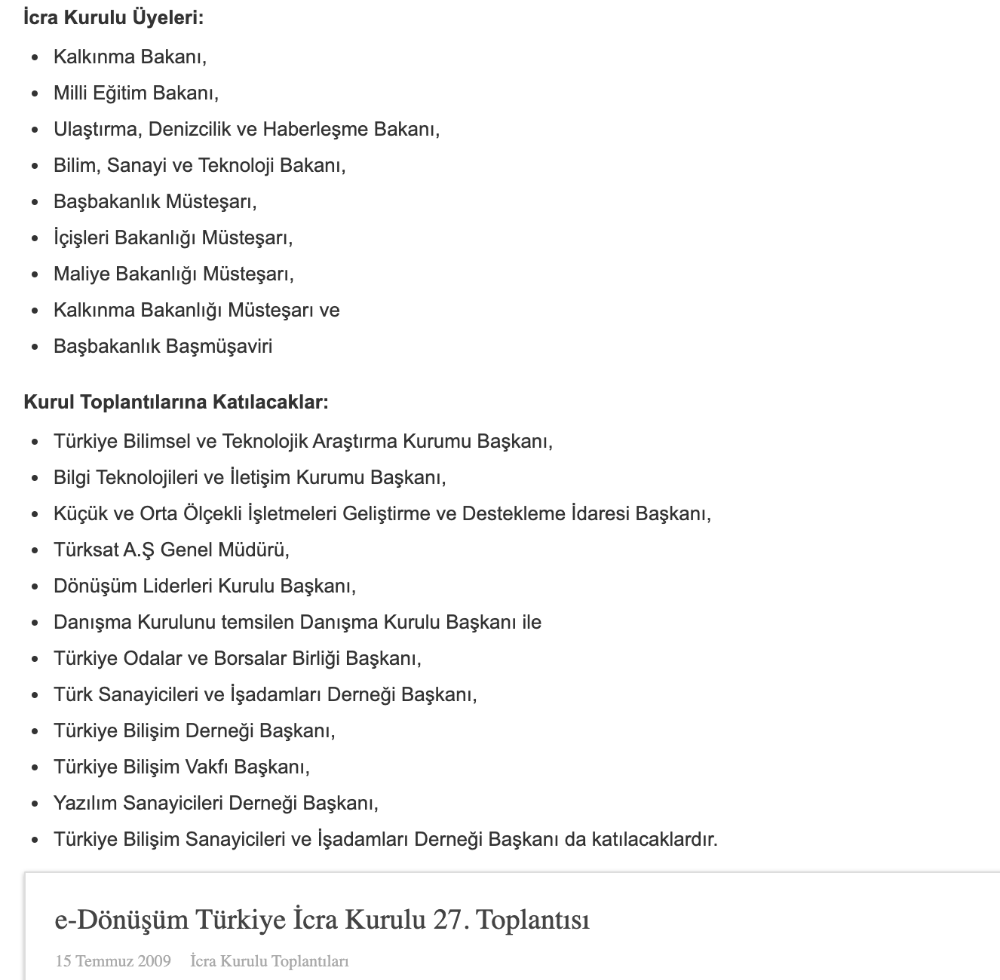 İcra Kurulu Üyeleri:
• Kalkınma Bakanı,
• Milli Eğitim Bakanı,
• Ulaştırma, Denizcilik ve Haberleşme Bakanı,
• Bilim, Sanayi ve Teknoloji Bakanı,
• Başbakanlık Müsteşarı,
• İçişleri Bakanlığı Müsteşarı,
• Maliye Bakanlığı Müsteşarı,
• Kalkınma Bakanlığı Müsteşarı ve
• Başbakanlık Başmüşaviri
Kurul Toplantılarına Katılacaklar:
• Türkiye Bilimsel ve Teknolojik Araştırma Kurumu Başkanı,
• Bilgi Teknolojileri ve İletişim Kurumu Başkanı,
• Küçük ve Orta Ölçekli İşletmeleri Geliştirme ve Destekleme İdaresi Başkanı,
• Türksat A.Ş Genel Müdürü,
• Dönüşüm Liderleri Kurulu Başkanı,
• Danışma Kurulunu temsilen Danışma Kurulu Başkanı ile
• Türkiye Odalar ve Borsalar Birliği Başkanı,
• Türk Sanayicileri ve İşadamları Derneği Başkanı,
• Türkiye Bilişim Derneği Başkanı,
• Türkiye Bilişim Vakfı Başkanı,
• Yazılım Sanayicileri Derneği Başkanı,
• Türkiye Bilişim Sanayicileri ve İşadamları Derneği Başkanı da katılacaklardır.
e-Dönüşüm Türkiye İcra Kurulu 27. Toplantısı
15 Temmuz 2009 İcra Kurulu Toplantıları